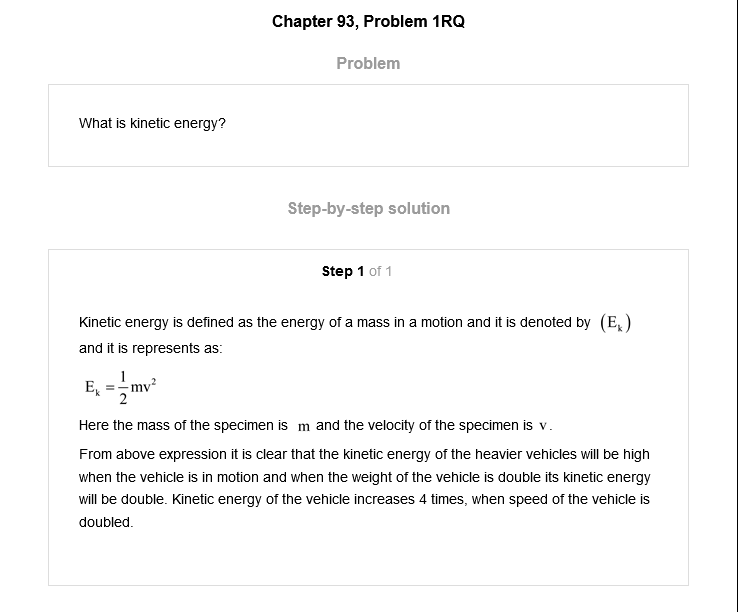 Chapter 93, Problem 1RQ
Problem
What is kinetic energy?
Step-by-step solution
Step 1 of 1
Kinetic energy is defined as the energy of a mass in a motion and it is denoted by (Eₖ)
and it is represents as:
Eₖ = 1/2 mv²
Here the mass of the specimen is m and the velocity of the specimen is v.
From above expression it is clear that the kinetic energy of the heavier vehicles will be high
when the vehicle is in motion and when the weight of the vehicle is double its kinetic energy
will be double. Kinetic energy of the vehicle increases 4 times, when speed of the vehicle is
doubled.